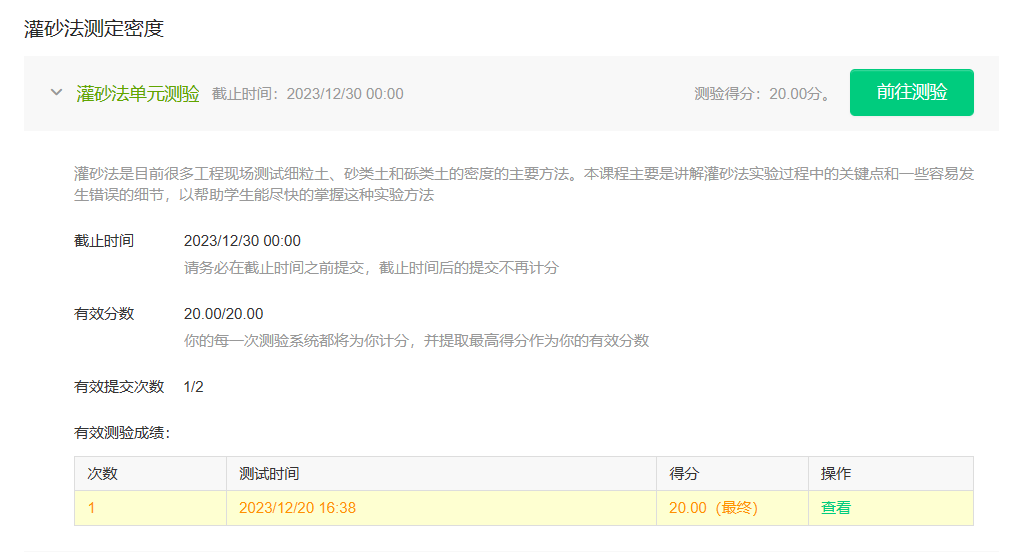 灌砂法测定密度
灌砂法单元测验 截止时间：2023/12/30 00:00 测验得分：20.00分。 前往测验
灌砂法是目前很多工程现场测试细粒土、砂类土和砾类土的密度的主要方法。本课程主要是讲解灌砂法实验过程中的关键点和一些容易发
生错误的细节，以帮助学生能尽快的掌握这种实验方法
截止时间 2023/12/30 00:00
请务必在截止时间之前提交，截止时间后的提交不再计分
有效分数 20.00/20.00
你的每一次测验系统都将为你计分，并提取最高得分作为你的有效分数
有效提交次数 1/2
有效测验成绩：
次数 测试时间 得分 操作
1 2023/12/20 16:38 20.00（最终） 查看